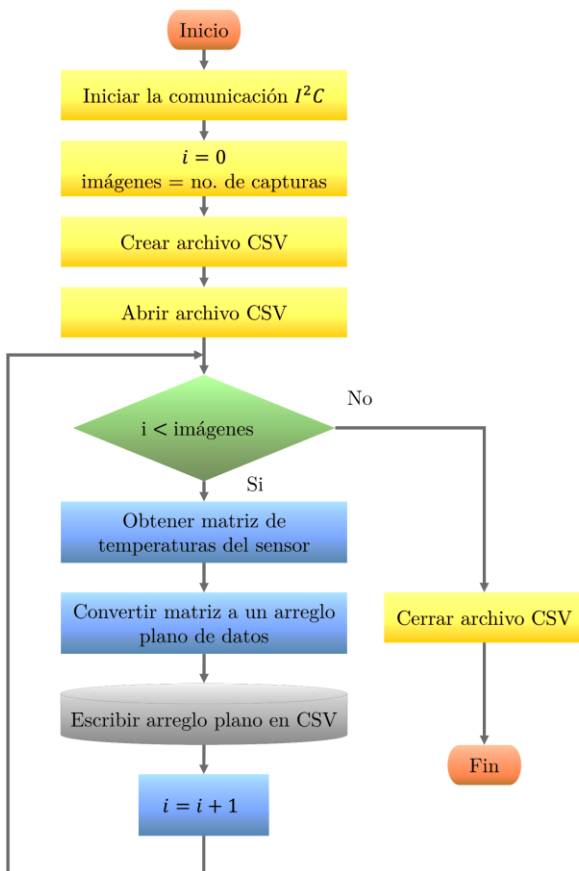 Inicio
Iniciar la comunicación I²C
i = 0
imágenes = no. de capturas
Crear archivo CSV
Abrir archivo CSV
i < imágenes
No
Si
Obtener matriz de
temperaturas del sensor
Convertir matriz a un arreglo
plano de datos
Escribir arreglo plano en CSV
i = i + 1
Cerrar archivo CSV
Fin